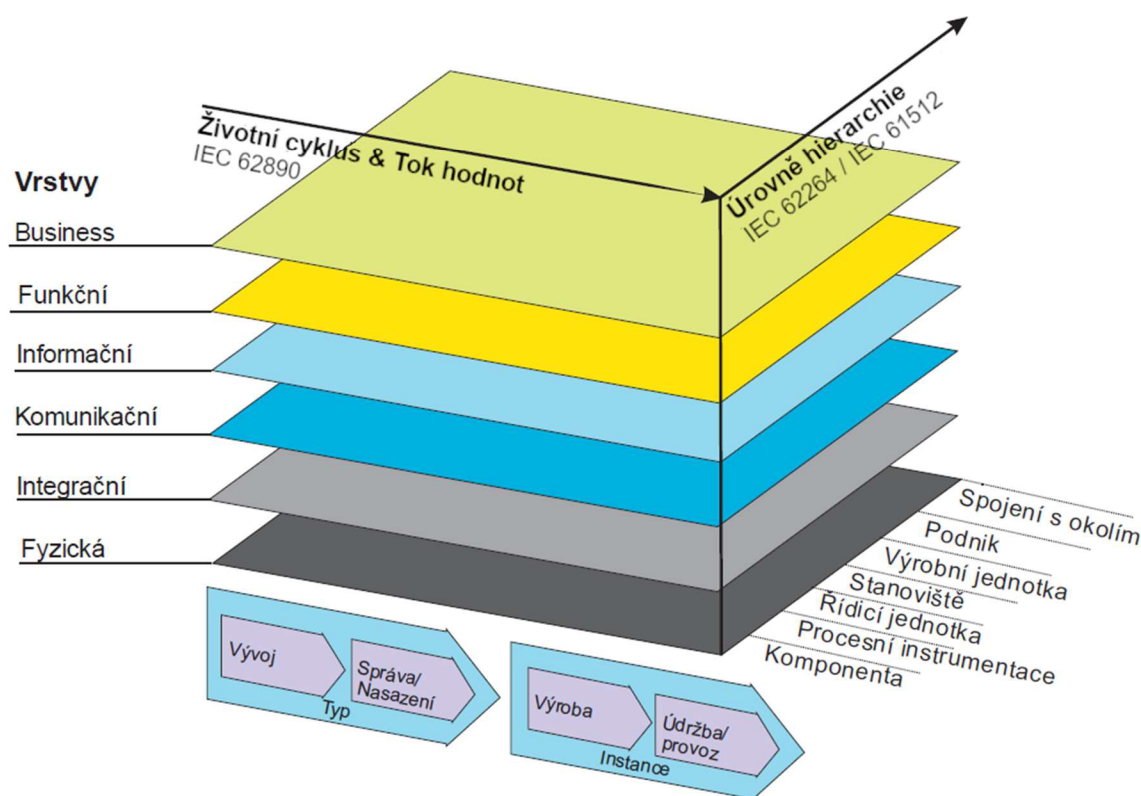 Životní cyklus & Tok hodnot
IEC 62890
Úrovně hierarchie
IEC 62264 / IEC 61512
Vrstvy
Business
Funkční
Informační
Komunikační
Integrační
Fyzická
Spojení s okolím
Podnik
Výrobní jednotka
Stanoviště
Řídicí jednotka
Procesní instrumentace
Komponenta
Vývoj
Správa/
Nasazení
Typ
Výroba
Údržba/
provoz
Instance